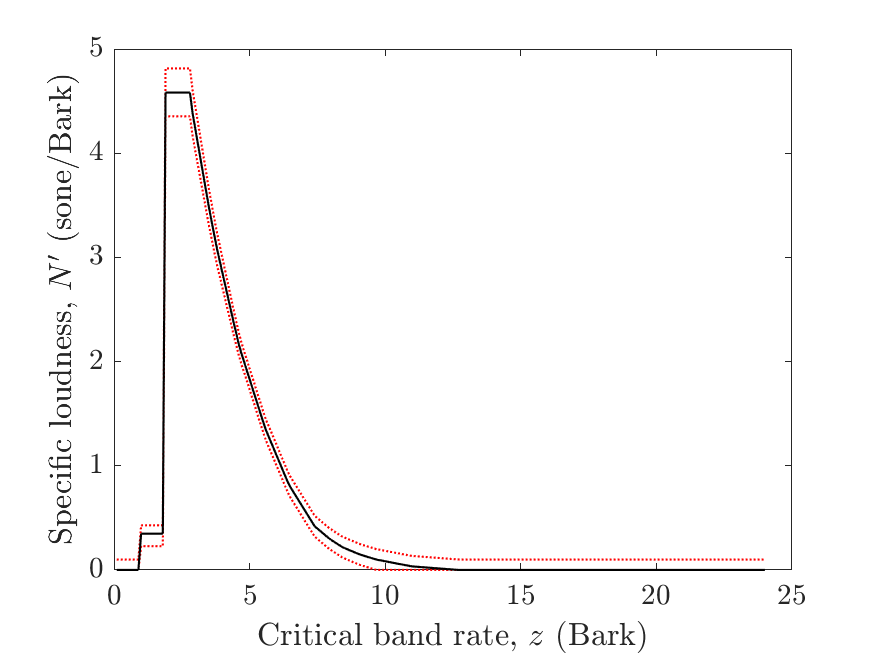 5
4
3
2
1
0
Specific loudness, N′ (sone/Bark)
0 5 10 15 20 25
Critical band rate, z (Bark)